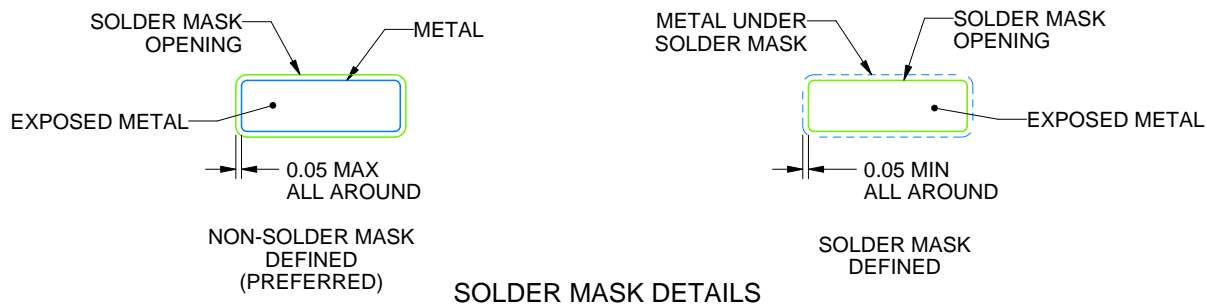 SOLDER MASK
OPENING
METAL
EXPOSED METAL
0.05 MAX
ALL AROUND
NON-SOLDER MASK
DEFINED
(PREFERRED)
METAL UNDER
SOLDER MASK
SOLDER MASK
OPENING
EXPOSED METAL
0.05 MIN
ALL AROUND
SOLDER MASK
DEFINED
SOLDER MASK DETAILS